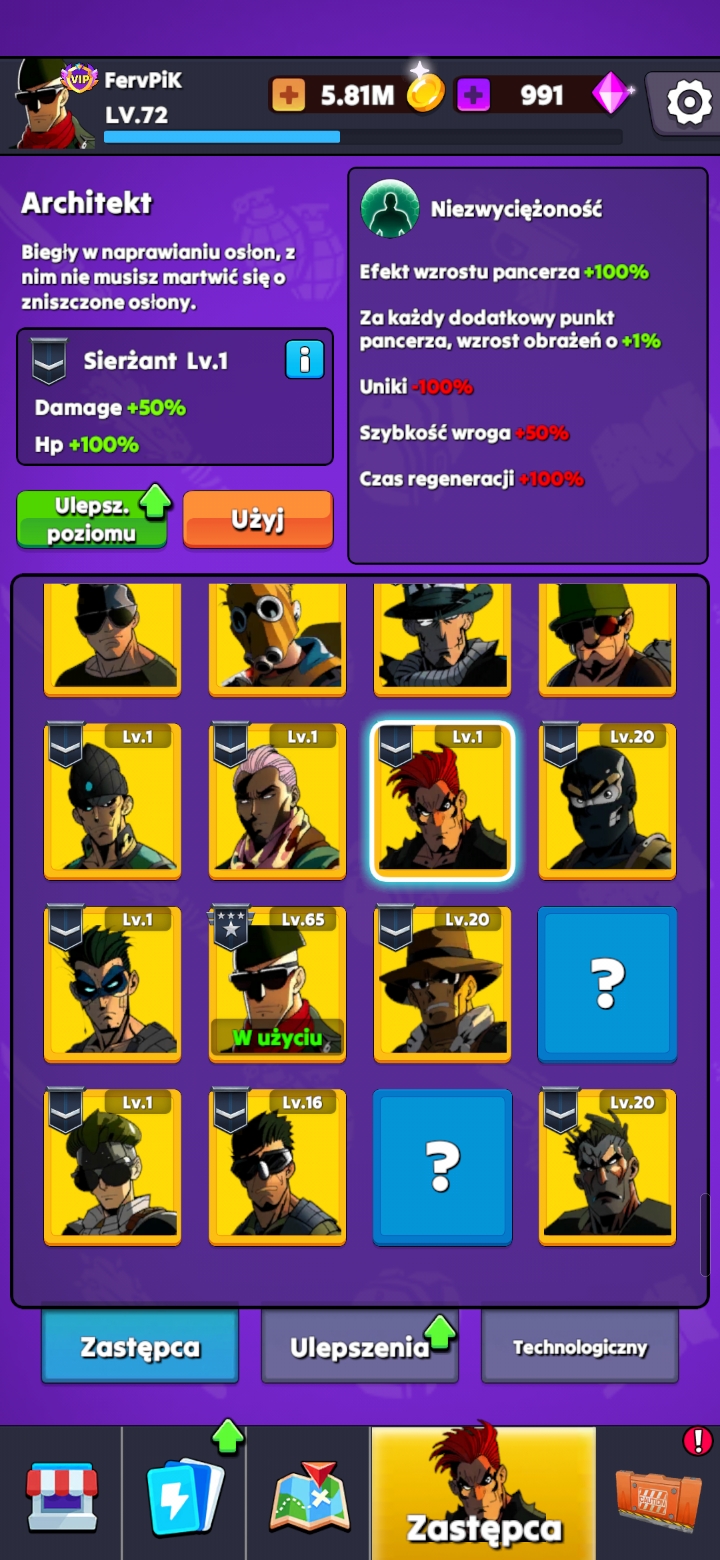 VIP
FervPiK
LV.72
5.81M
991
Architekt
Biegły w naprawianiu osłon, z
nim nie musisz martwić się o
zniszczone osłony.
Sierżant Lv.1
Damage +50%
Hp +100%
Ulepsz.
poziomu
Użyj
Niezwyciężoność
Efekt wzrostu pancerza +100%
Za każdy dodatkowy punkt
pancerza, wzrost obrażeń o +1%
Uniki -100%
Szybkość wroga +50%
Czas regeneracji +100%
Lv.1
Lv.1
Lv.1
Lv.20
Lv.1
Lv.65
W użyciu
Lv.20
?
Lv.1
Lv.16
?
Lv.20
Zastępca
Ulepszenia
Technologiczny
Zastępca
CAUTION
!